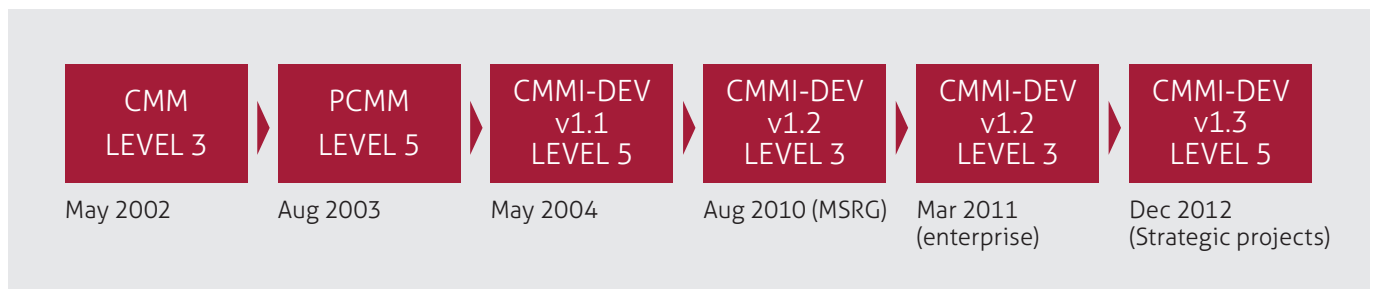 CMM
LEVEL 3
PCMM
LEVEL 5
CMMI-DEV
v1.1
LEVEL 5
CMMI-DEV
v1.2
LEVEL 3
CMMI-DEV
v1.2
LEVEL 3
CMMI-DEV
v1.3
LEVEL 5
May 2002
Aug 2003
May 2004
Aug 2010 (MSRG)
Mar 2011
(enterprise)
Dec 2012
(Strategic projects)